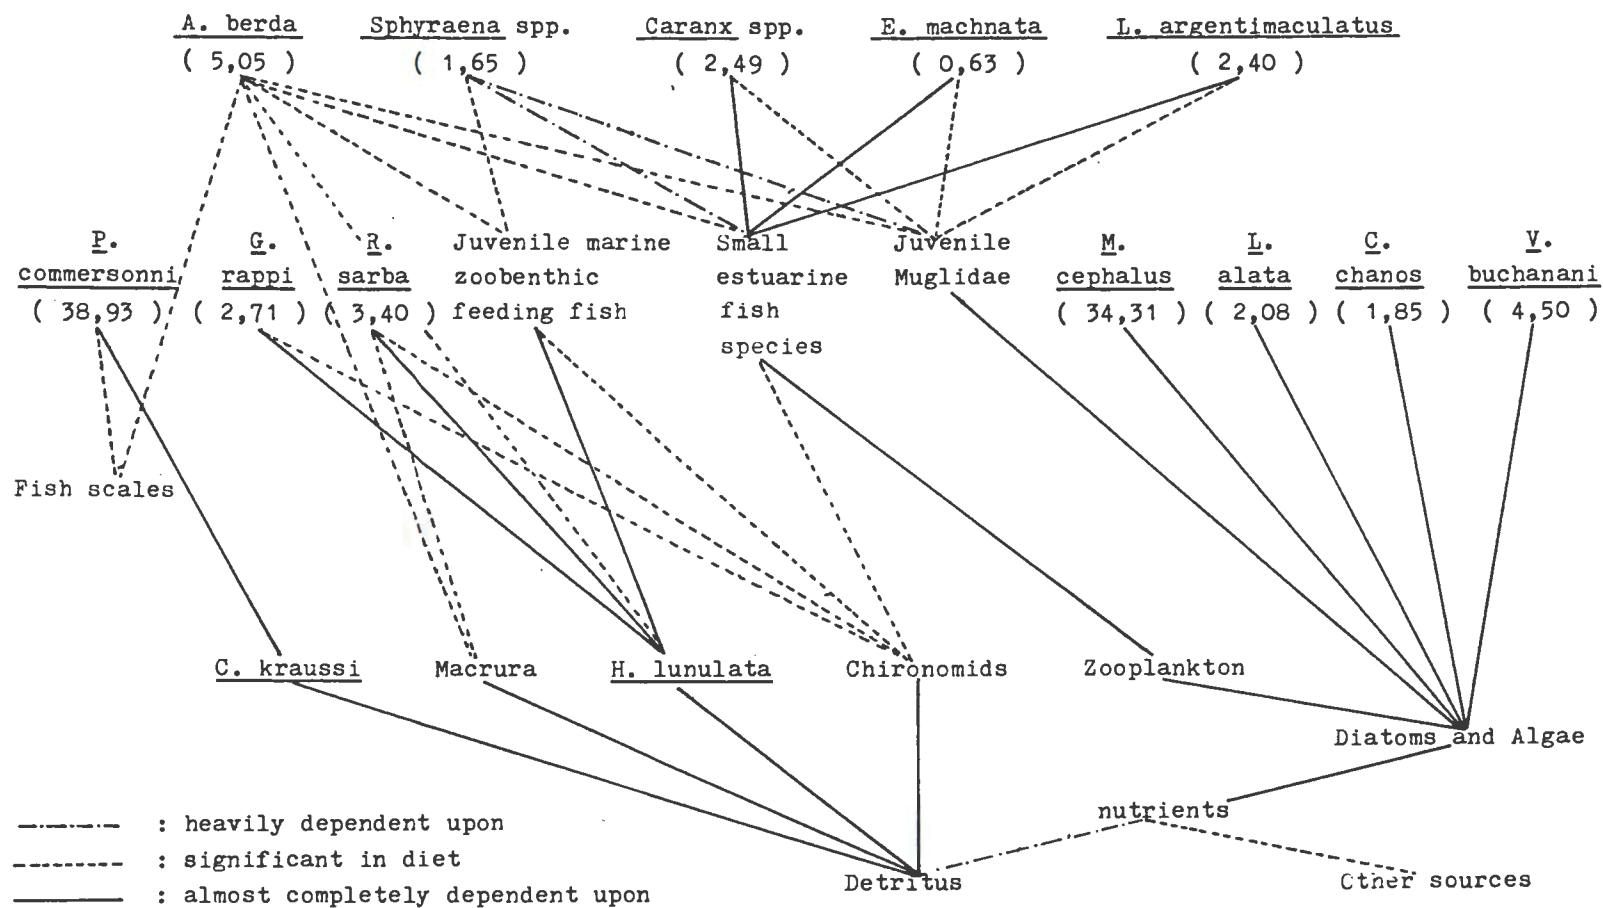 A. berda Sphyraena spp. Caranx spp. E. machnata L. argentimaculatus
( 5,05 ) ( 1,65 ) ( 2,49 ) ( 0,63 ) ( 2,40 )
P. commersonni
( 38,93 )
G. rappi
( 2,71 )
R. sarba
( 3,40 )
Juvenile marine
zoobenthic
feeding fish
Small
estuarine
fish
species
Juvenile
Muglidae
M. cephalus
( 34,31 )
L. alata
( 2,08 )
C. chanos
( 1,85 )
V. buchanani
( 4,50 )
Fish scales
C. kraussi Macrura H. lunulata Chironomids Zooplankton
Diatoms and Algae
nutrients
Detritus Other sources
: heavily dependent upon
: significant in diet
: almost completely dependent upon